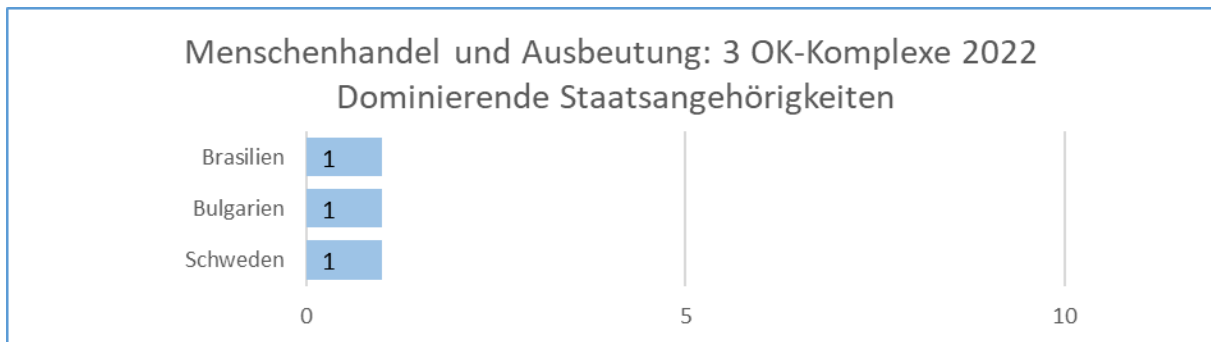 Menschenhandel und Ausbeutung: 3 OK-Komplexe 2022
Dominierende Staatsangehörigkeiten
Brasilien 1
Bulgarien 1
Schweden 1
0 5 10